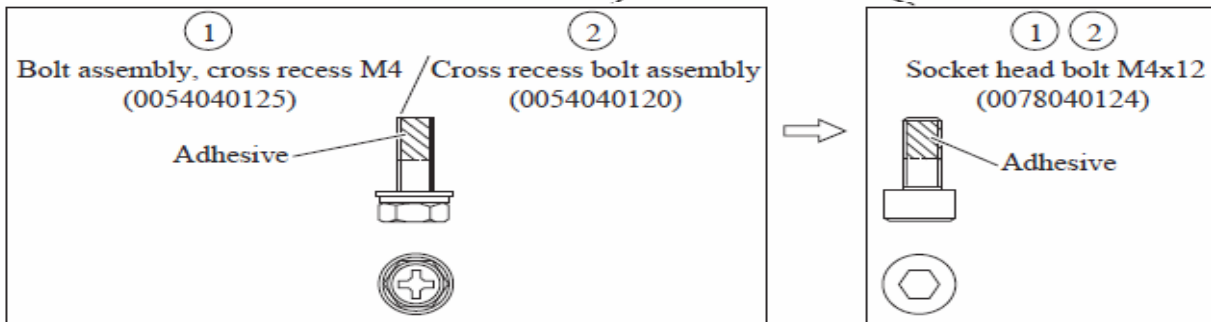 1
Bolt assembly, cross recess M4
(0054040125)
2
Cross recess bolt assembly
(0054040120)
Adhesive
1 2
Socket head bolt M4x12
(0078040124)
Adhesive